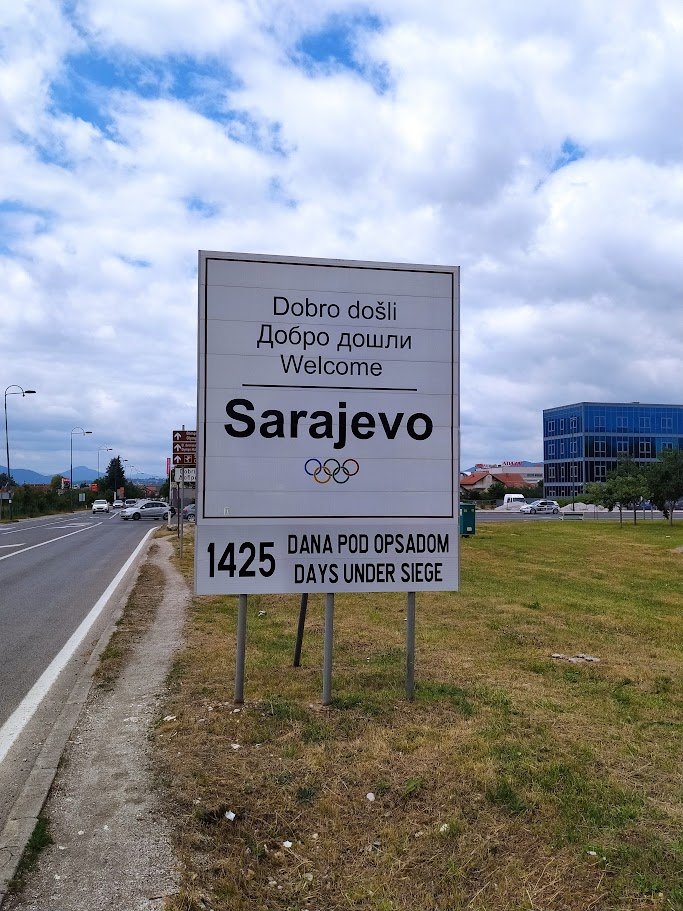 Dobro došli
Добро дошли
Welcome
Sarajevo
1425 DANA POD OPSADOM
DAYS UNDER SIEGE